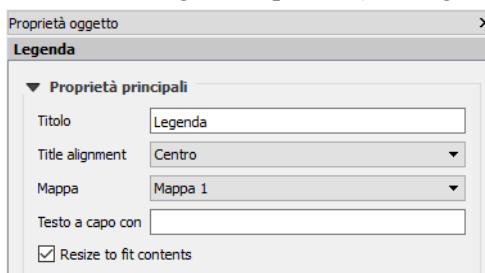 Proprietà oggetto
Legenda
Proprietà principali
Titolo Legenda
Title alignment Centro
Mappa Mappa 1
Testo a capo con
Resize to fit contents